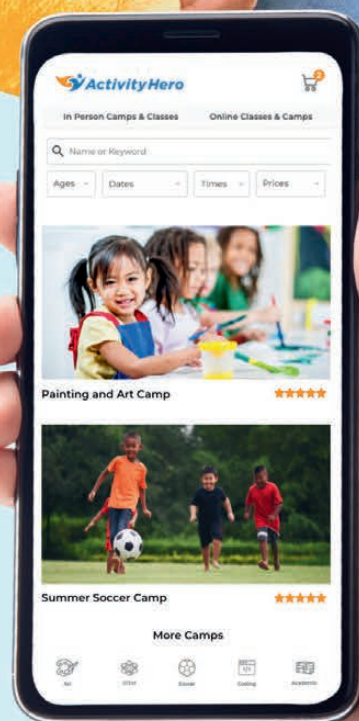 ActivityHero
2
In Person Camps & Classes Online Classes & Camps
Name or Keyword
Ages Dates Times Prices
Painting and Art Camp
Summer Soccer Camp
More Camps
Art Soccer Coding Academic